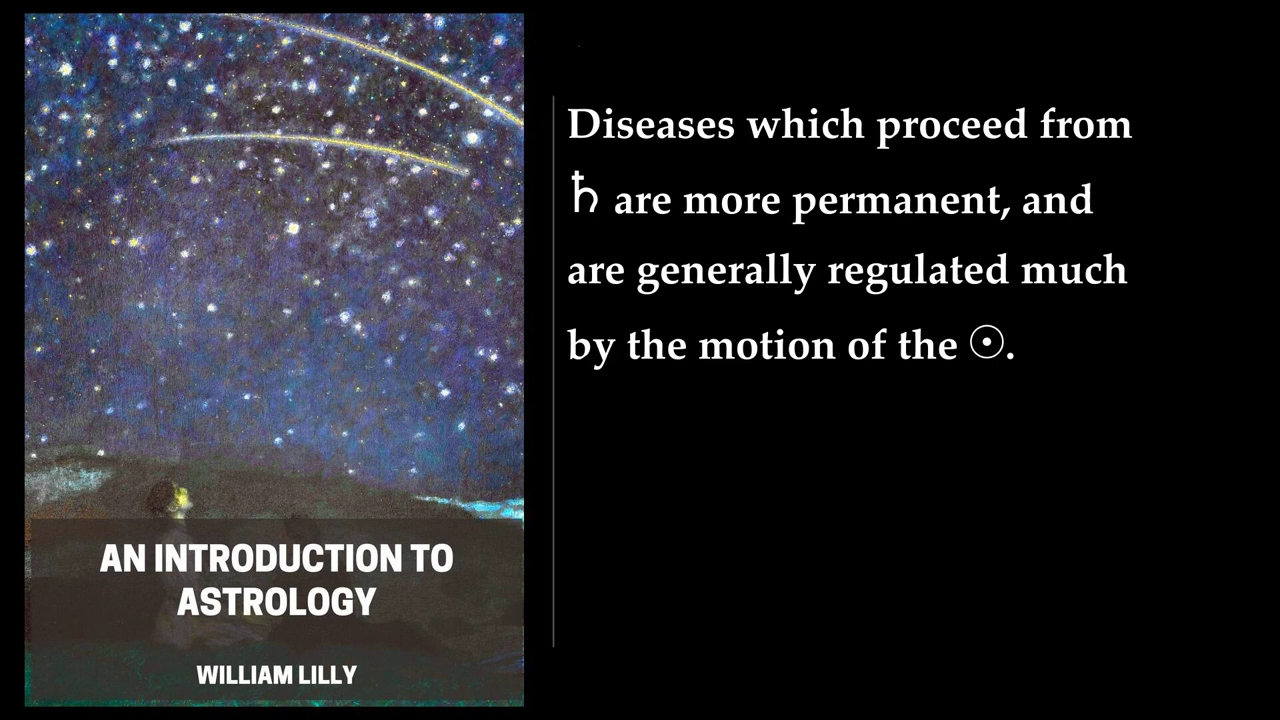 Diseases which proceed from
♄ are more permanent, and
are generally regulated much
by the motion of the ☉.
AN INTRODUCTION TO
ASTROLOGY
WILLIAM LILLY